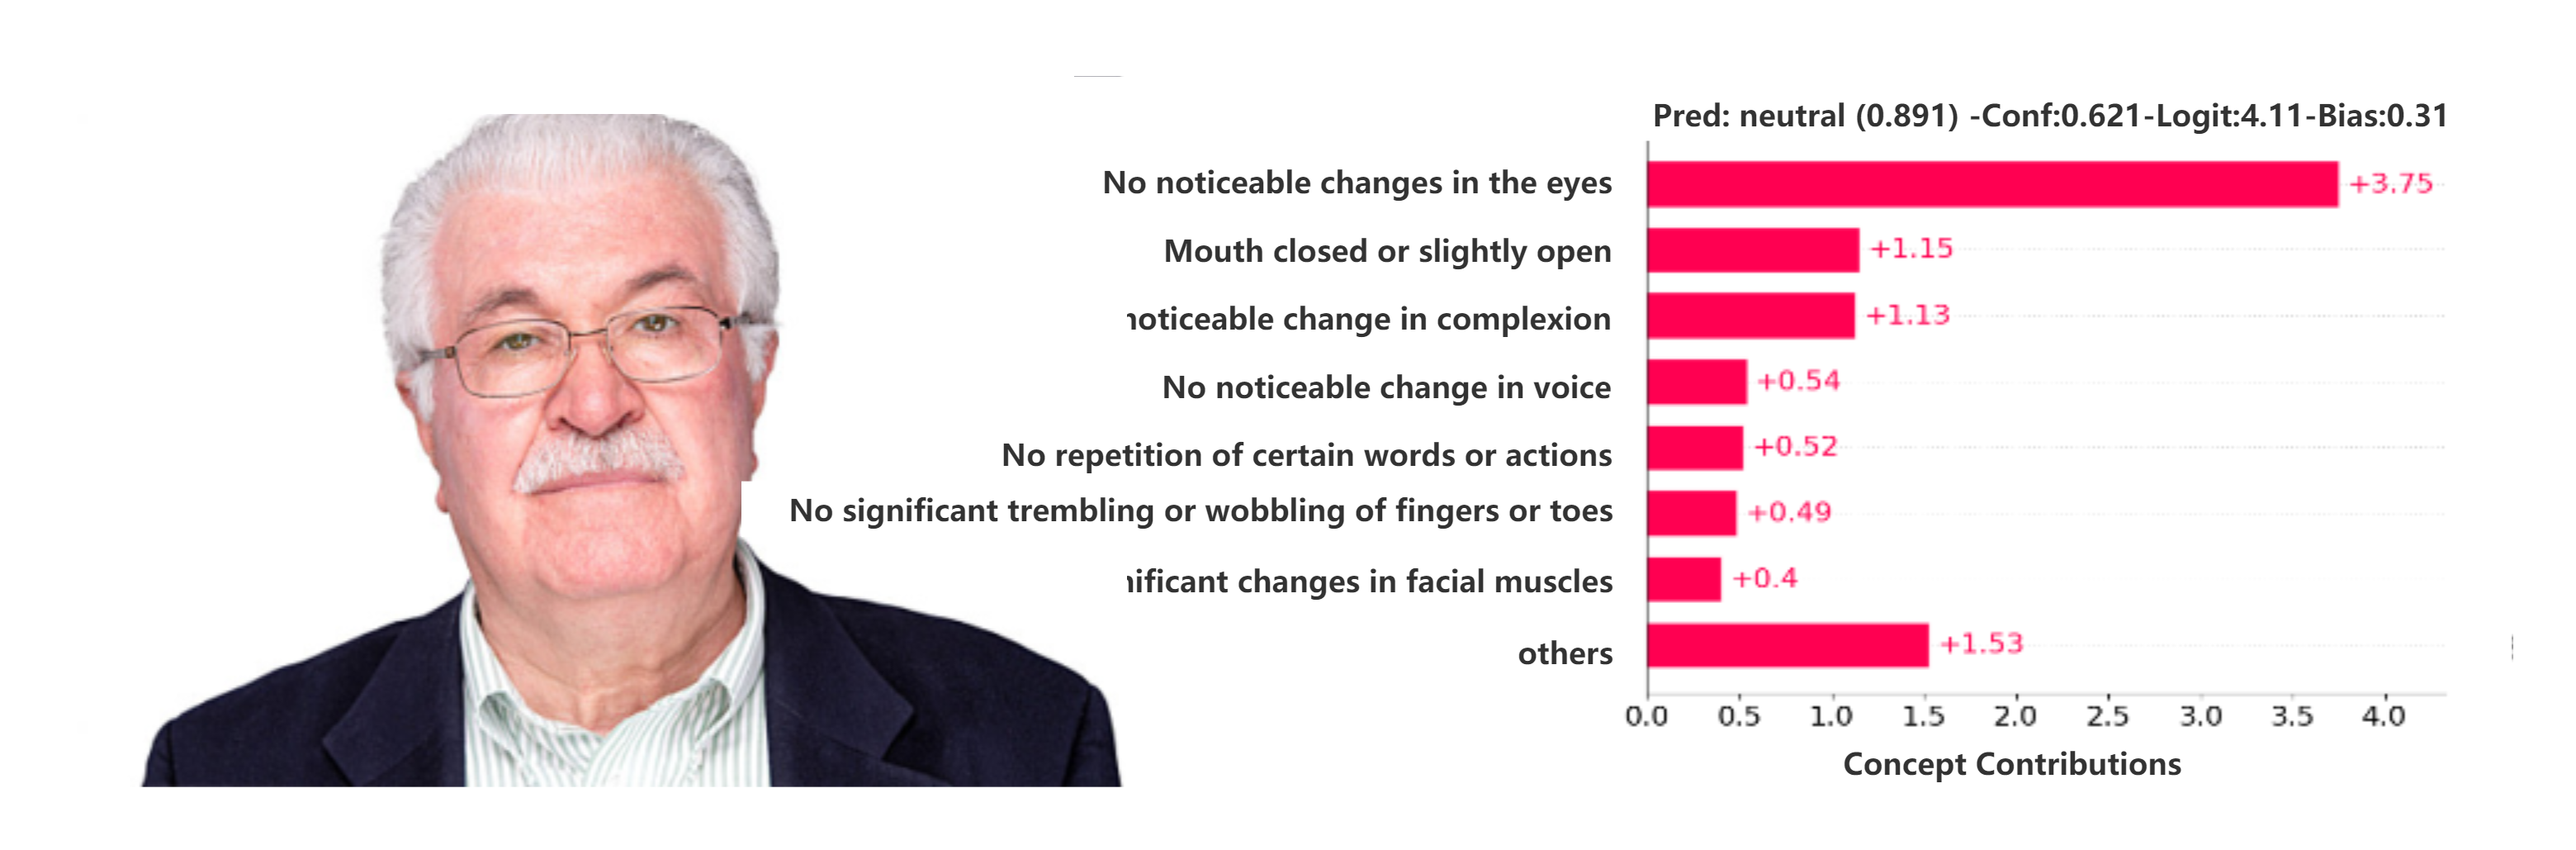 Pred: neutral (0.891) -Conf:0.621-Logit:4.11-Bias:0.31
No noticeable changes in the eyes +3.75
Mouth closed or slightly open +1.15
noticeable change in complexion +1.13
No noticeable change in voice +0.54
No repetition of certain words or actions +0.52
No significant trembling or wobbling of fingers or toes +0.49
nificant changes in facial muscles +0.4
others +1.53
0.0 0.5 1.0 1.5 2.0 2.5 3.0 3.5 4.0
Concept Contributions